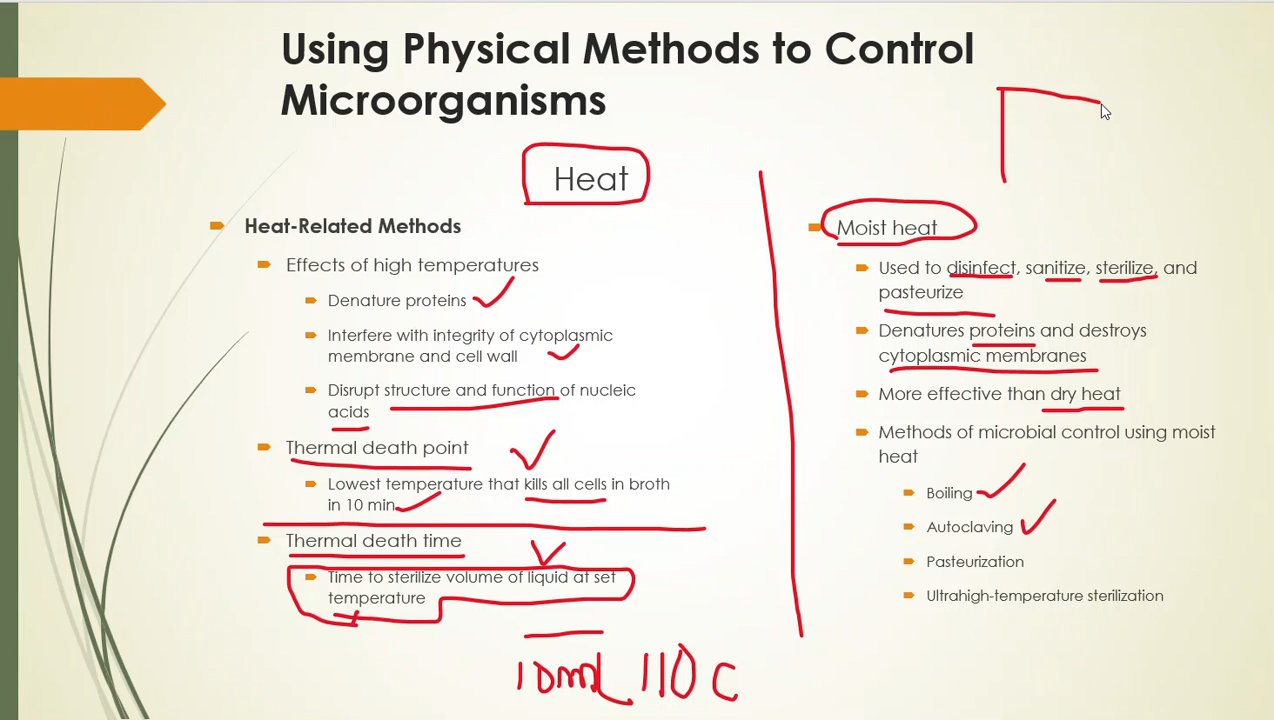 Using Physical Methods to Control
Microorganisms
Heat
Heat-Related Methods
Effects of high temperatures
Denature proteins
Interfere with integrity of cytoplasmic
membrane and cell wall
Disrupt structure and function of nucleic
acids
Thermal death point
Lowest temperature that kills all cells in broth
in 10 min
Thermal death time
Time to sterilize volume of liquid at set
temperature
10mL 110 C
Moist heat
Used to disinfect, sanitize, sterilize, and
pasteurize
Denatures proteins and destroys
cytoplasmic membranes
More effective than dry heat
Methods of microbial control using moist
heat
Boiling
Autoclaving
Pasteurization
Ultrahigh-temperature sterilization